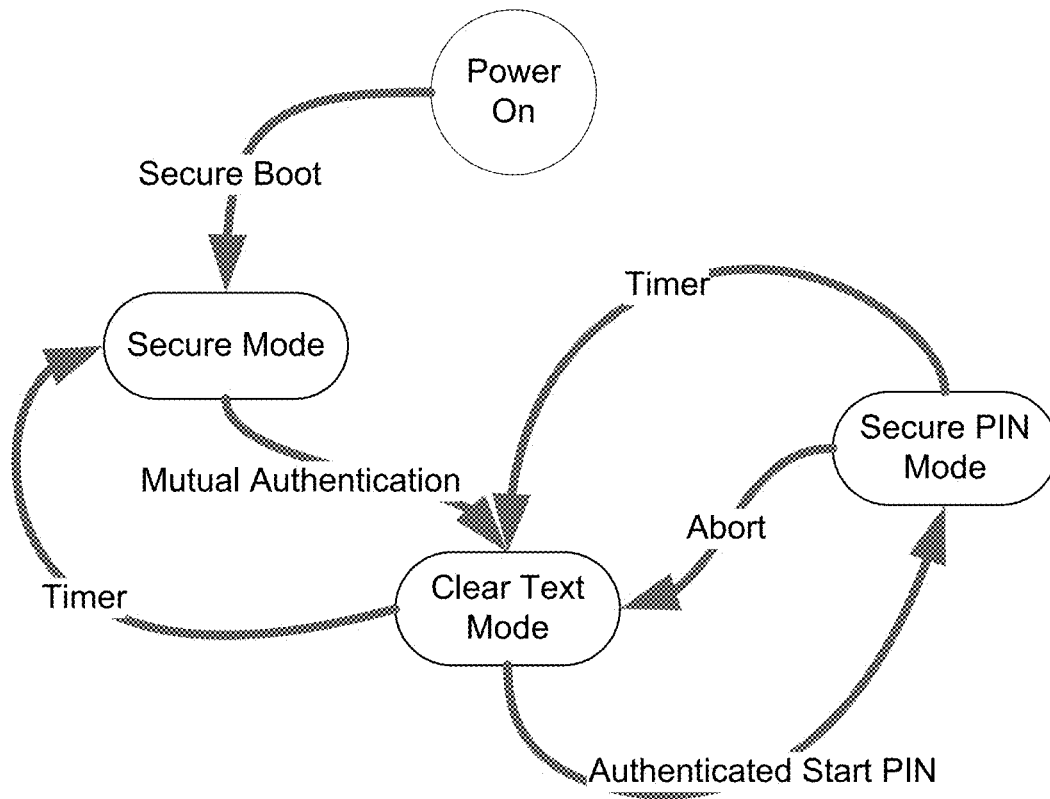 Power
On
Secure Boot
Timer
Secure Mode
Secure PIN
Mode
Mutual Authentication
Abort
Clear Text
Mode
Timer
Authenticated Start PIN